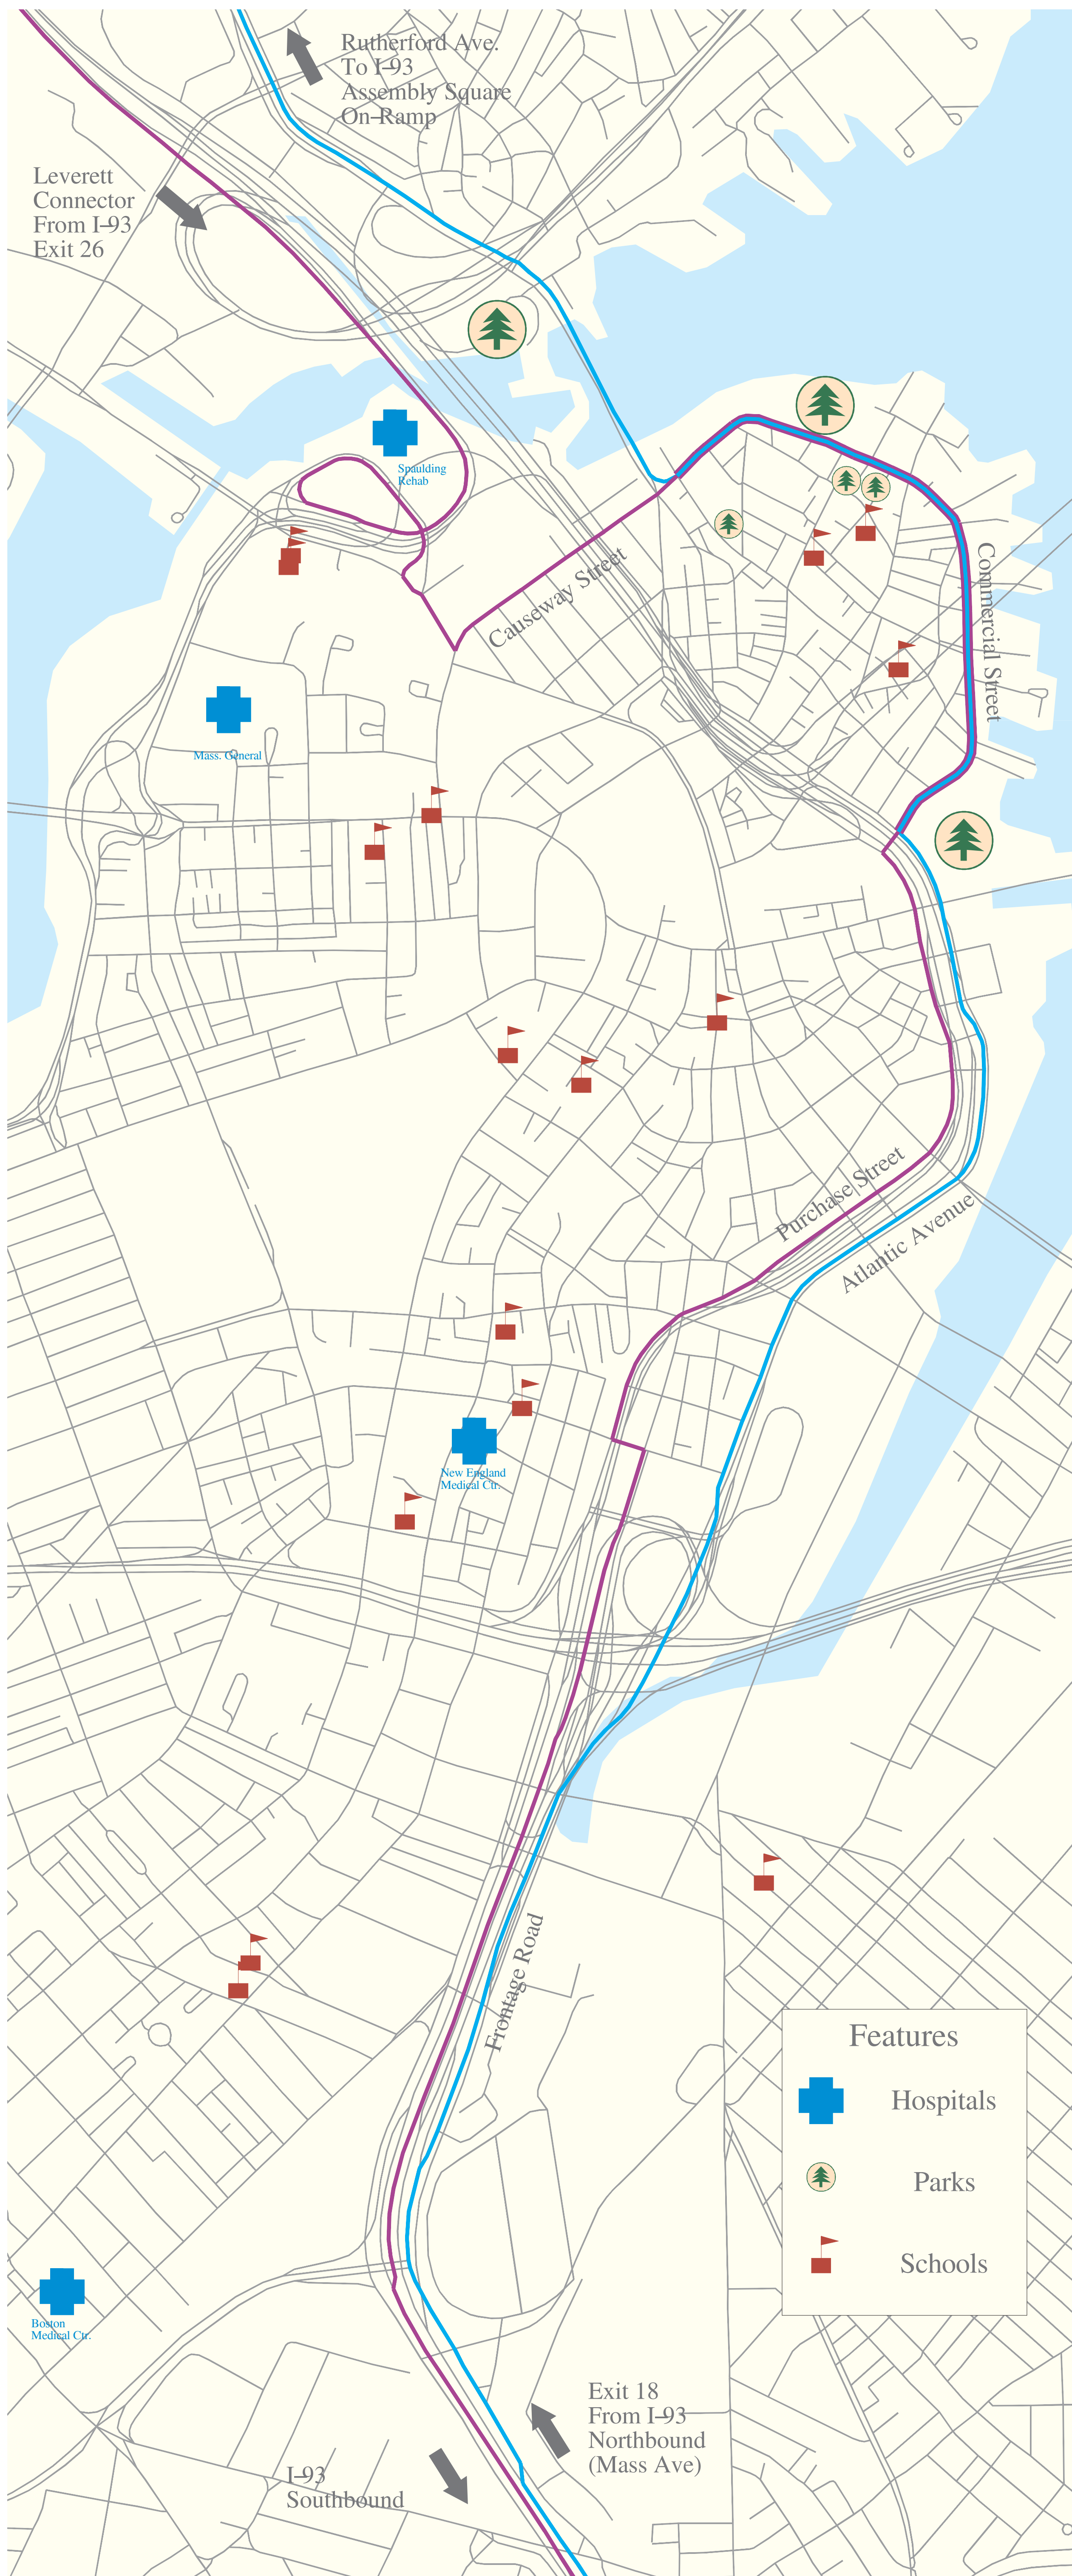 Rutherford Ave.
To I-93
Assembly Square
On-Ramp
Leverett
Connector
From I-93
Exit 26
Spaulding
Rehab
Causeway Street
Commercial Street
Mass. General
Purchase Street
Atlantic Avenue
New England
Medical Ctr.
Frontage Road
Features
Hospitals
Parks
Schools
Boston
Medical Ctr.
Exit 18
From I-93
Northbound
(Mass Ave)
I-93
Southbound